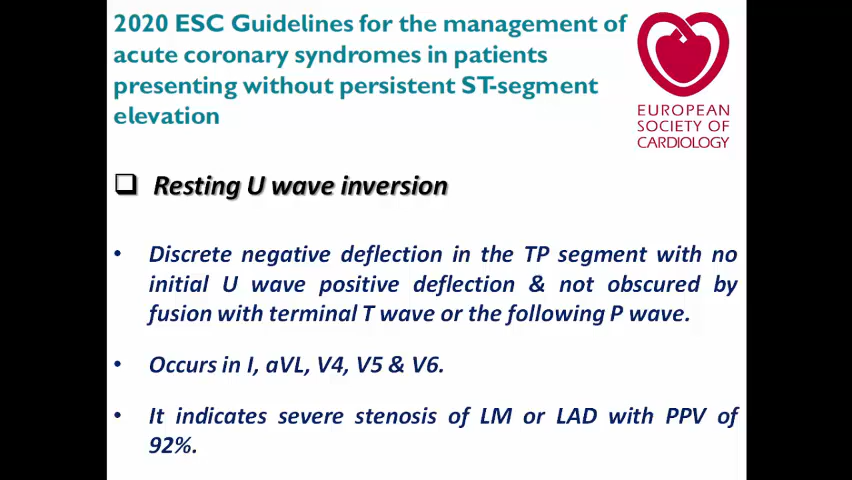 2020 ESC Guidelines for the management of
acute coronary syndromes in patients
presenting without persistent ST-segment
elevation
EUROPEAN
SOCIETY OF
CARDIOLOGY
Resting U wave inversion
• Discrete negative deflection in the TP segment with no
initial U wave positive deflection & not obscured by
fusion with terminal T wave or the following P wave.
• Occurs in I, aVL, V4, V5 & V6.
• It indicates severe stenosis of LM or LAD with PPV of
92%.